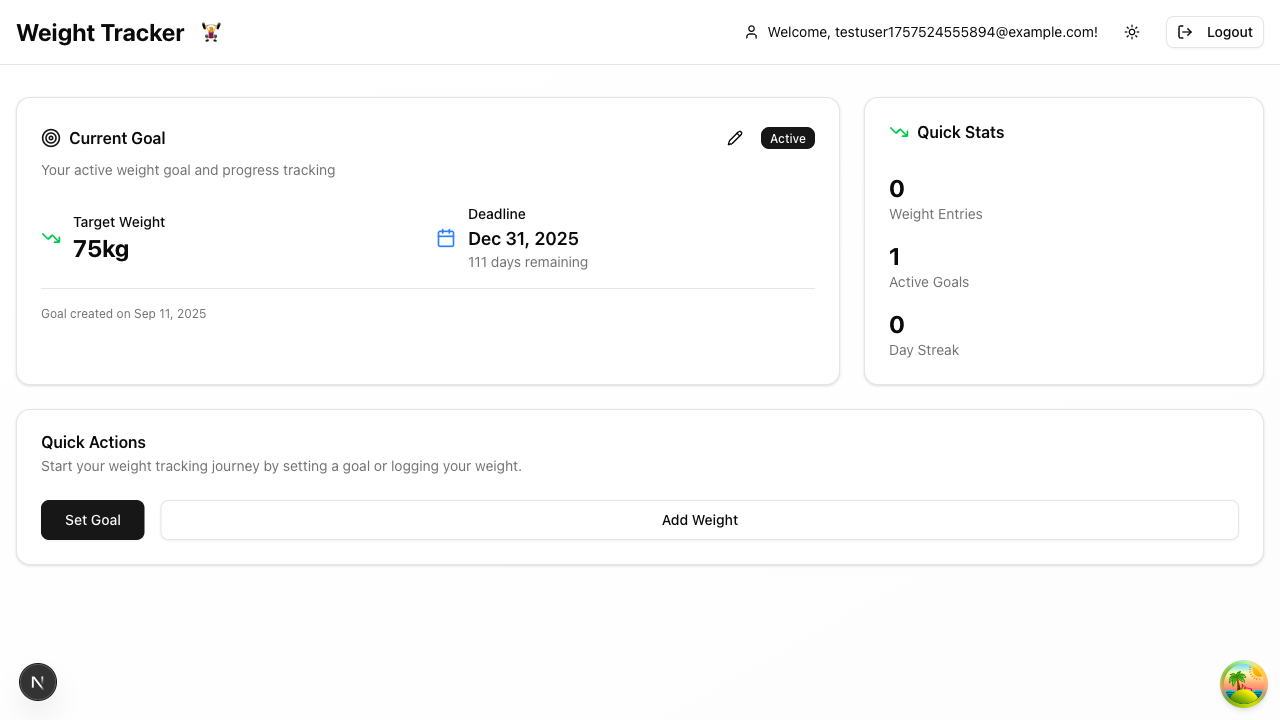 Weight Tracker
Welcome, testuser1757524555894@example.com!
Logout
Current Goal
Active
Your active weight goal and progress tracking
Target Weight
75kg
Deadline
Dec 31, 2025
111 days remaining
Goal created on Sep 11, 2025
Quick Stats
0
Weight Entries
1
Active Goals
0
Day Streak
Quick Actions
Start your weight tracking journey by setting a goal or logging your weight.
Set Goal
Add Weight
N